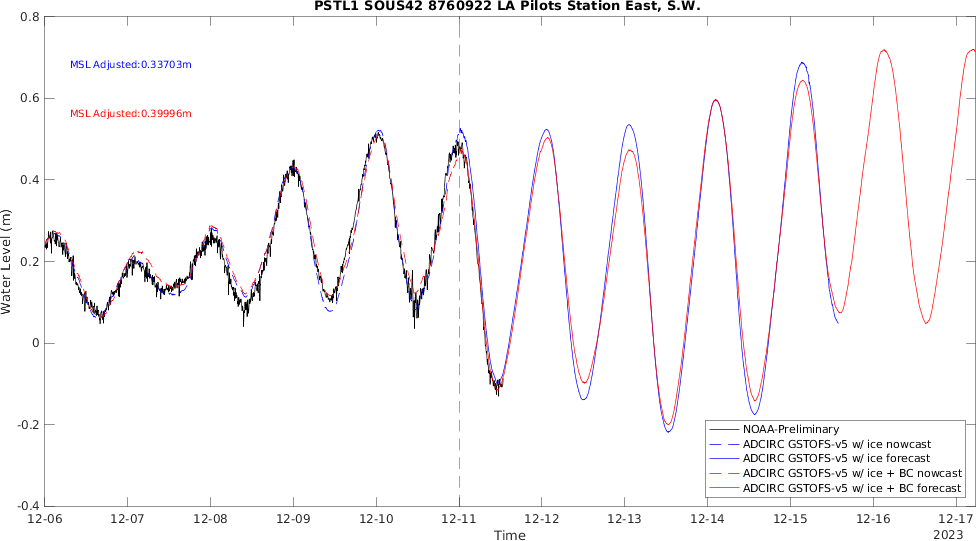 PSTL1 SOUS42 8760922 LA Pilots Station East, S.W.
0.8
MSL Adjusted:0.33703m
0.6
MSL Adjusted:0.39996m
0.4
0.2
0
-0.2
-0.4
Water Level (m)
NOAA-Preliminary
ADCIRC GSTOFS-v5 w/ ice nowcast
ADCIRC GSTOFS-v5 w/ ice forecast
ADCIRC GSTOFS-v5 w/ ice + BC nowcast
ADCIRC GSTOFS-v5 w/ ice + BC forecast
12-06 12-07 12-08 12-09 12-10 12-11 12-12 12-13 12-14 12-15 12-16 12-17
Time
2023